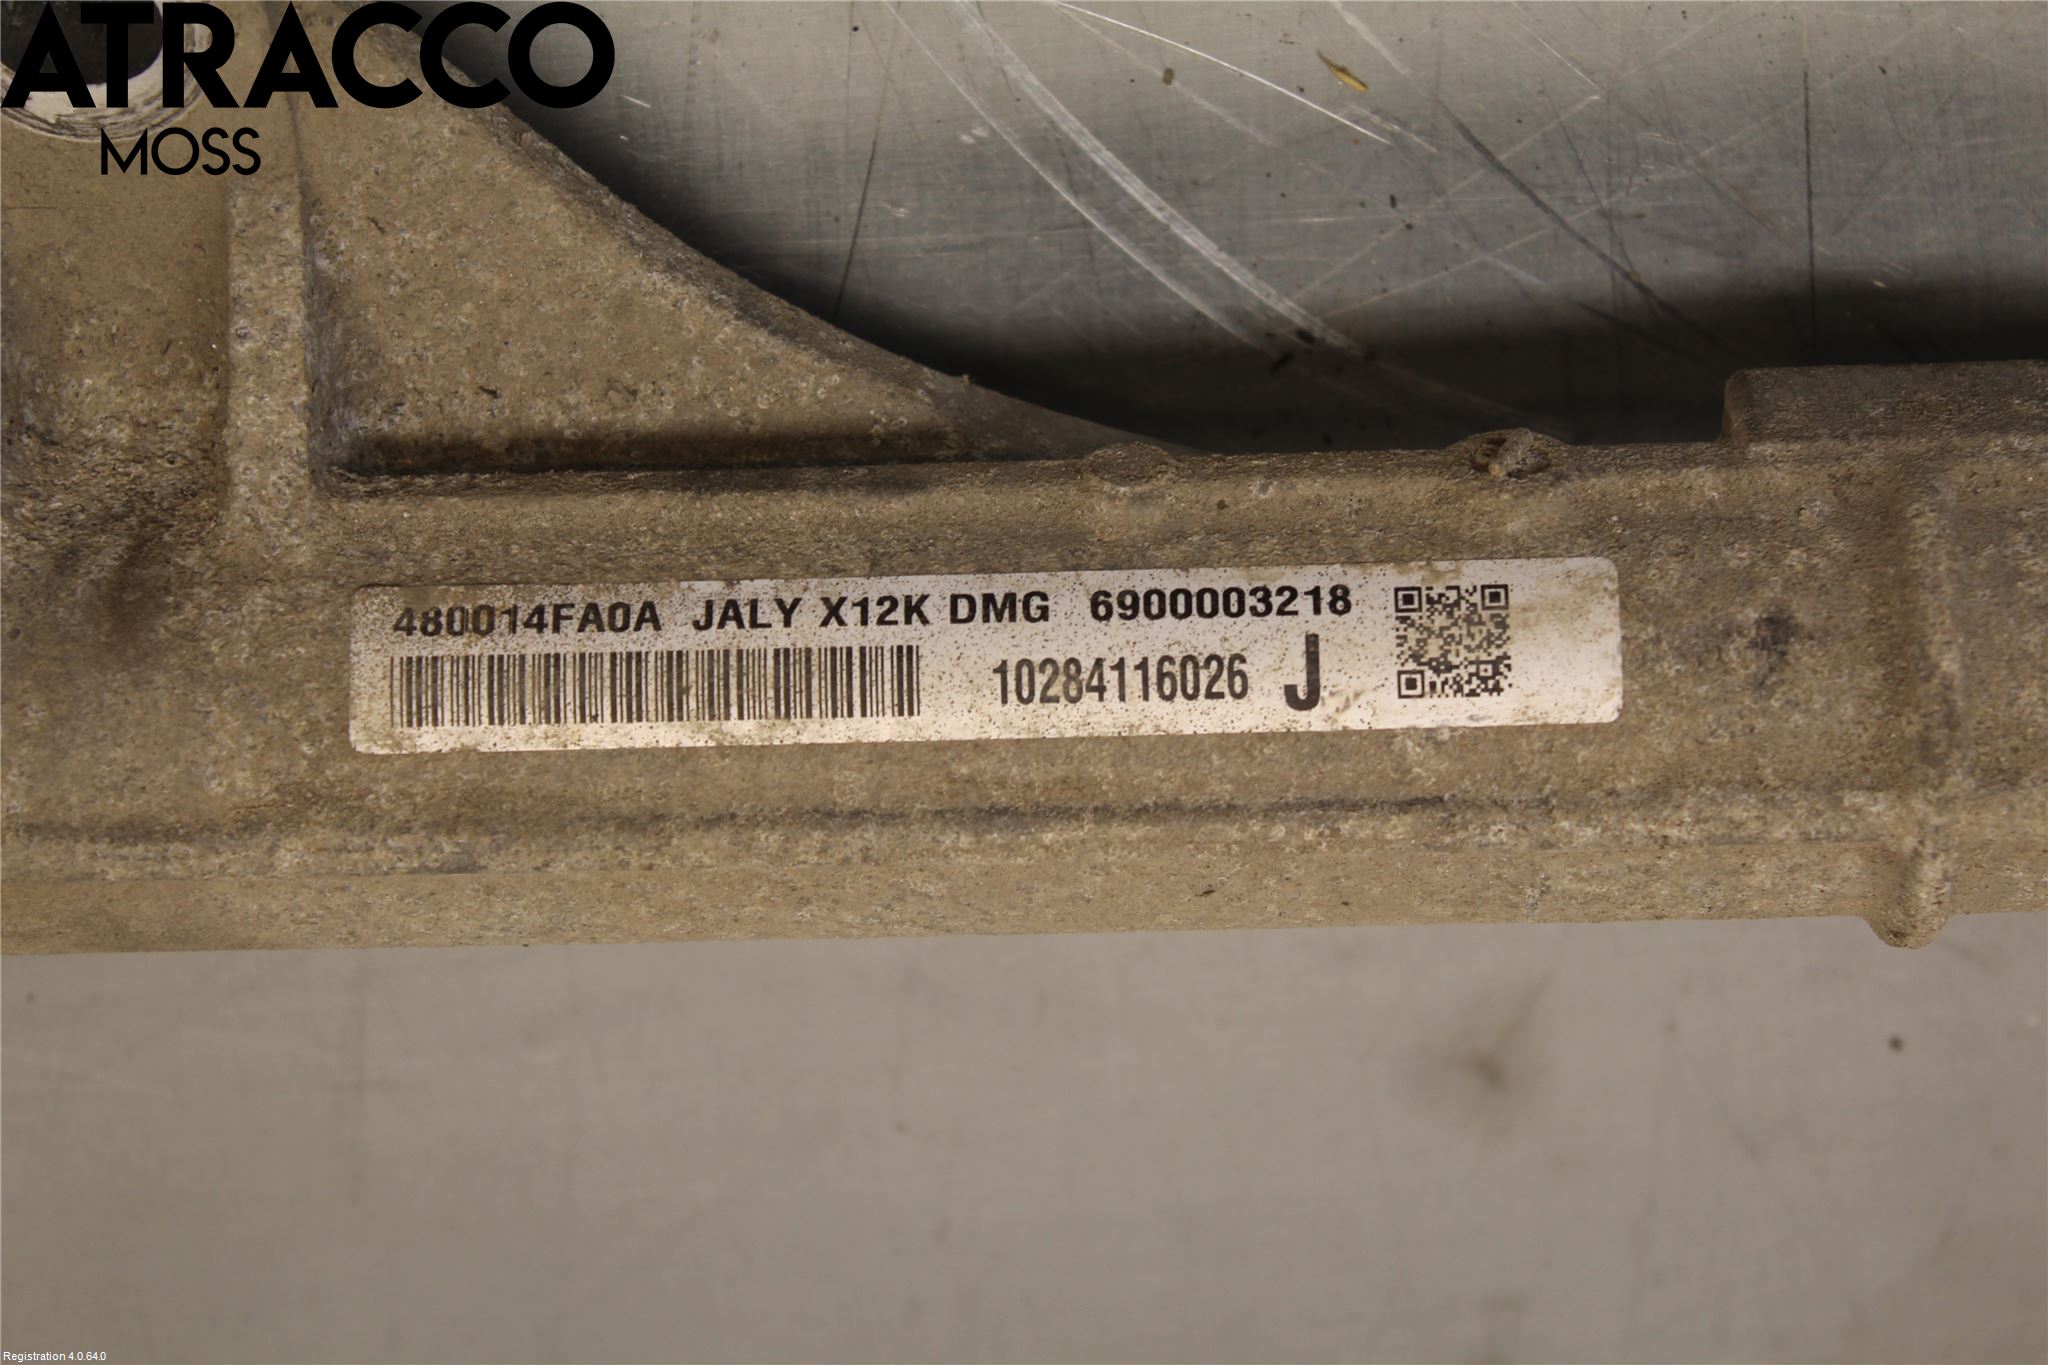 ATRACCO
MOSS
480014FA0A JALY X12K DMG 6900003218
10284116026 J
Registration 4.0.64.0